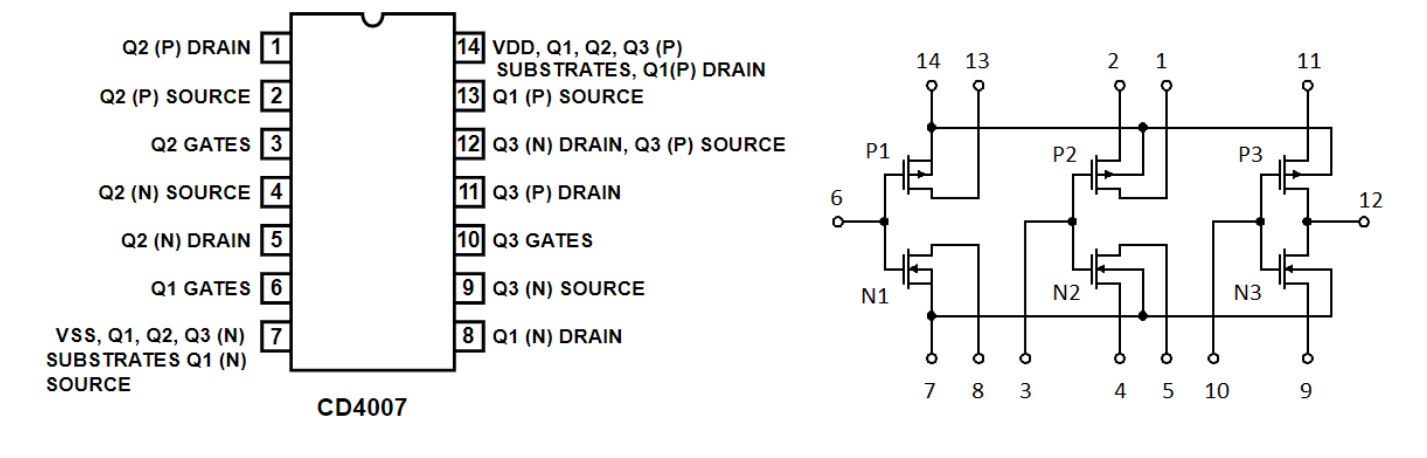 Q2 (P) DRAIN 1
Q2 (P) SOURCE 2
Q2 GATES 3
Q2 (N) SOURCE 4
Q2 (N) DRAIN 5
Q1 GATES 6
VSS, Q1, Q2, Q3 (N) 7
SUBSTRATES Q1 (N)
SOURCE
14 VDD, Q1, Q2, Q3 (P)
SUBSTRATES, Q1(P) DRAIN
13 Q1 (P) SOURCE
12 Q3 (N) DRAIN, Q3 (P) SOURCE
11 Q3 (P) DRAIN
10 Q3 GATES
9 Q3 (N) SOURCE
8 Q1 (N) DRAIN
CD4007
14 13 2 1 11
P1 P2 P3
6 12
N1 N2 N3
7 8 3 4 5 10 9